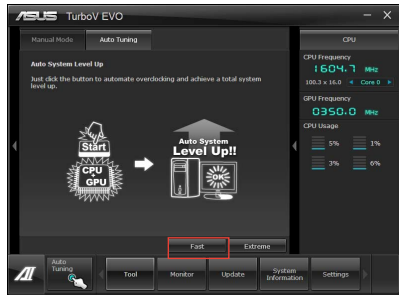 ASUS TurboV EVO
Manual Mode
Auto Tuning
Auto System Level Up
Just click the button to automate overclocking and achieve a total system
level up.
Start
CPU
+
GPU
Auto System
Level Up!!
OK
Fast
Extreme
CPU
CPU Frequency
1604.7 MHz
100.3 x 16.0 Core 0
GPU Frequency
0350.0 MHz
CPU Usage
5% 1%
3% 6%
Auto
Tuning
Tool
Monitor
Update
System
Information
Settings